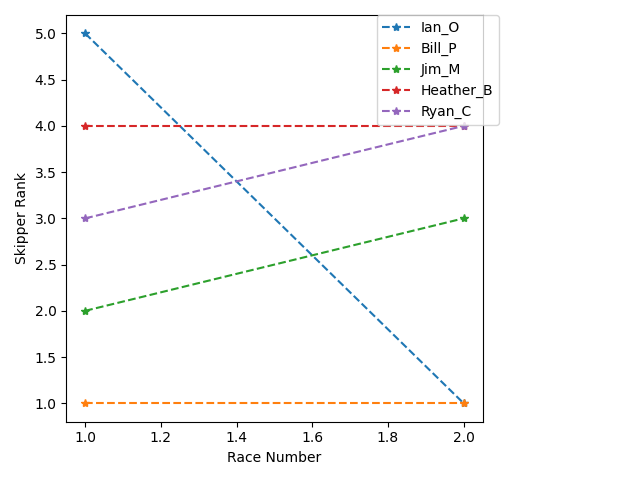 Ian_O
Bill_P
Jim_M
Heather_B
Ryan_C
5.0
4.5
4.0
3.5
3.0
2.5
2.0
1.5
1.0
Skipper Rank
1.0 1.2 1.4 1.6 1.8 2.0
Race Number